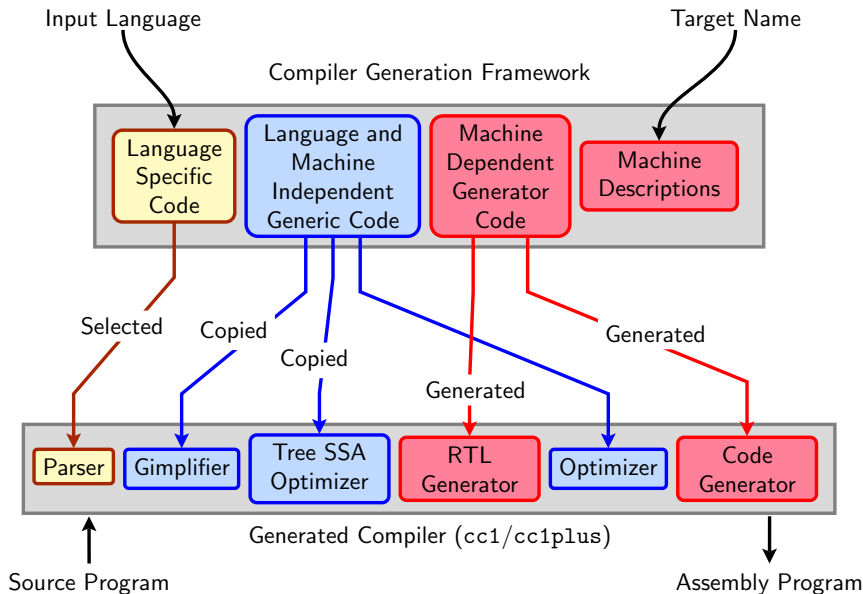 Input Language
Target Name
Compiler Generation Framework
Language
Specific
Code
Language and
Machine
Independent
Generic Code
Machine
Dependent
Generator
Code
Machine
Descriptions
Selected
Copied
Copied
Generated
Generated
Parser
Gimplifier
Tree SSA
Optimizer
RTL
Generator
Optimizer
Code
Generator
Generated Compiler (cc1/cc1plus)
Source Program
Assembly Program